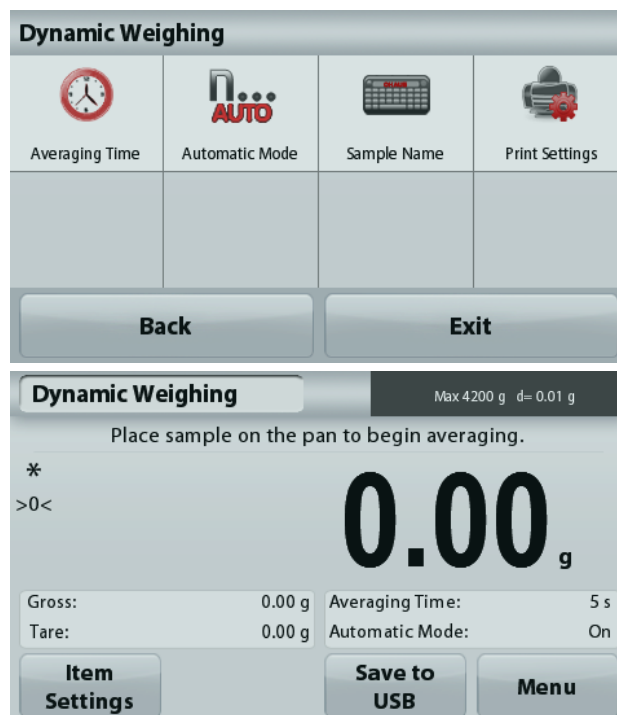 Dynamic Weighing
n...
AUTO
OHAUS
Averaging Time Automatic Mode Sample Name Print Settings
Back Exit
Dynamic Weighing Max 4200 g d= 0.01 g
Place sample on the pan to begin averaging.
*
>0<
0.00 g
Gross: 0.00 g Averaging Time: 5 s
Tare: 0.00 g Automatic Mode: On
Item Settings Save to USB Menu